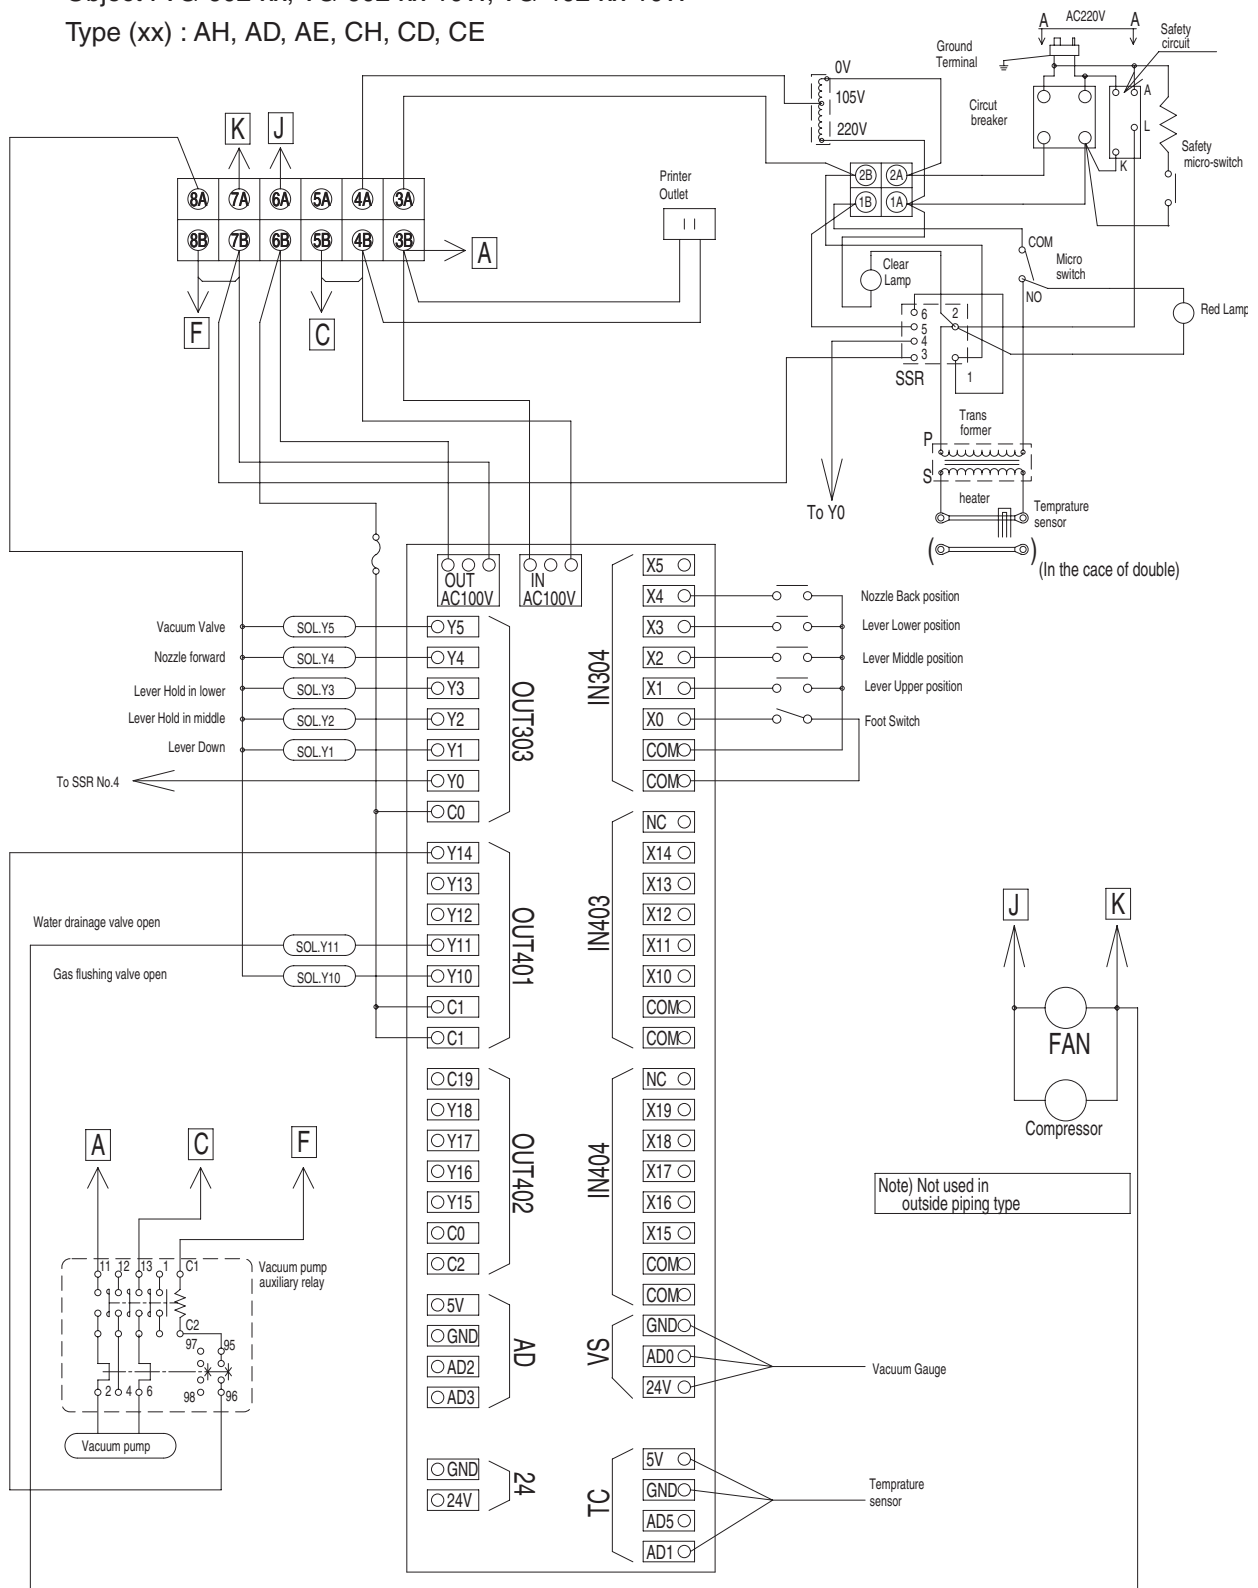 Type (xx) : AH, AD, AE, CH, CD, CE
A AC220V A
Safety
circuit
Ground
Terminal
0V
105V
220V
Circut
breaker
A
L
K
Safety
micro-switch
K J
8A 7A 6A 5A 4A 3A
8B 7B 6B 5B 4B 3B
A
F C
Printer
Outlet
2B 2A
1B 1A
COM
Micro
switch
NO
Clear
Lamp
Red Lamp
6
5
4
3
2
1
SSR
Trans
former
P
S
heater
Temprature
sensor
To Y0
(In the cace of double)
OUT
AC100V
IN
AC100V
Vacuum Valve SOL.Y5 Y5
Nozzle forward SOL.Y4 Y4
Lever Hold in lower SOL.Y3 Y3
Lever Hold in middle SOL.Y2 Y2
Lever Down SOL.Y1 Y1
To SSR No.4 Y0
C0
OUT303
X5
X4 Nozzle Back position
X3 Lever Lower position
X2 Lever Middle position
X1 Lever Upper position
X0 Foot Switch
COM
COM
IN304
Y14
Y13
Y12
Water drainage valve open
SOL.Y11 Y11
Gas flushing valve open
SOL.Y10 Y10
C1
C1
OUT401
NC
X14
X13
X12
X11
X10
COM
COM
IN403
J K
FAN
Compressor
Note) Not used in
outside piping type
C19
Y18
Y17
Y16
Y15
C0
C2
OUT402
NC
X19
X18
X17
X16
X15
COM
COM
IN404
A C F
11 12 13 1 C1
Vacuum pump
auxiliary relay
C2
97 95
2 4 6 98 96
Vacuum pump
5V
GND
AD2
AD3
AD
GND
AD0
24V
VS
Vacuum Gauge
GND
24V
24
5V
GND
AD5
AD1
TC
Temprature
sensor